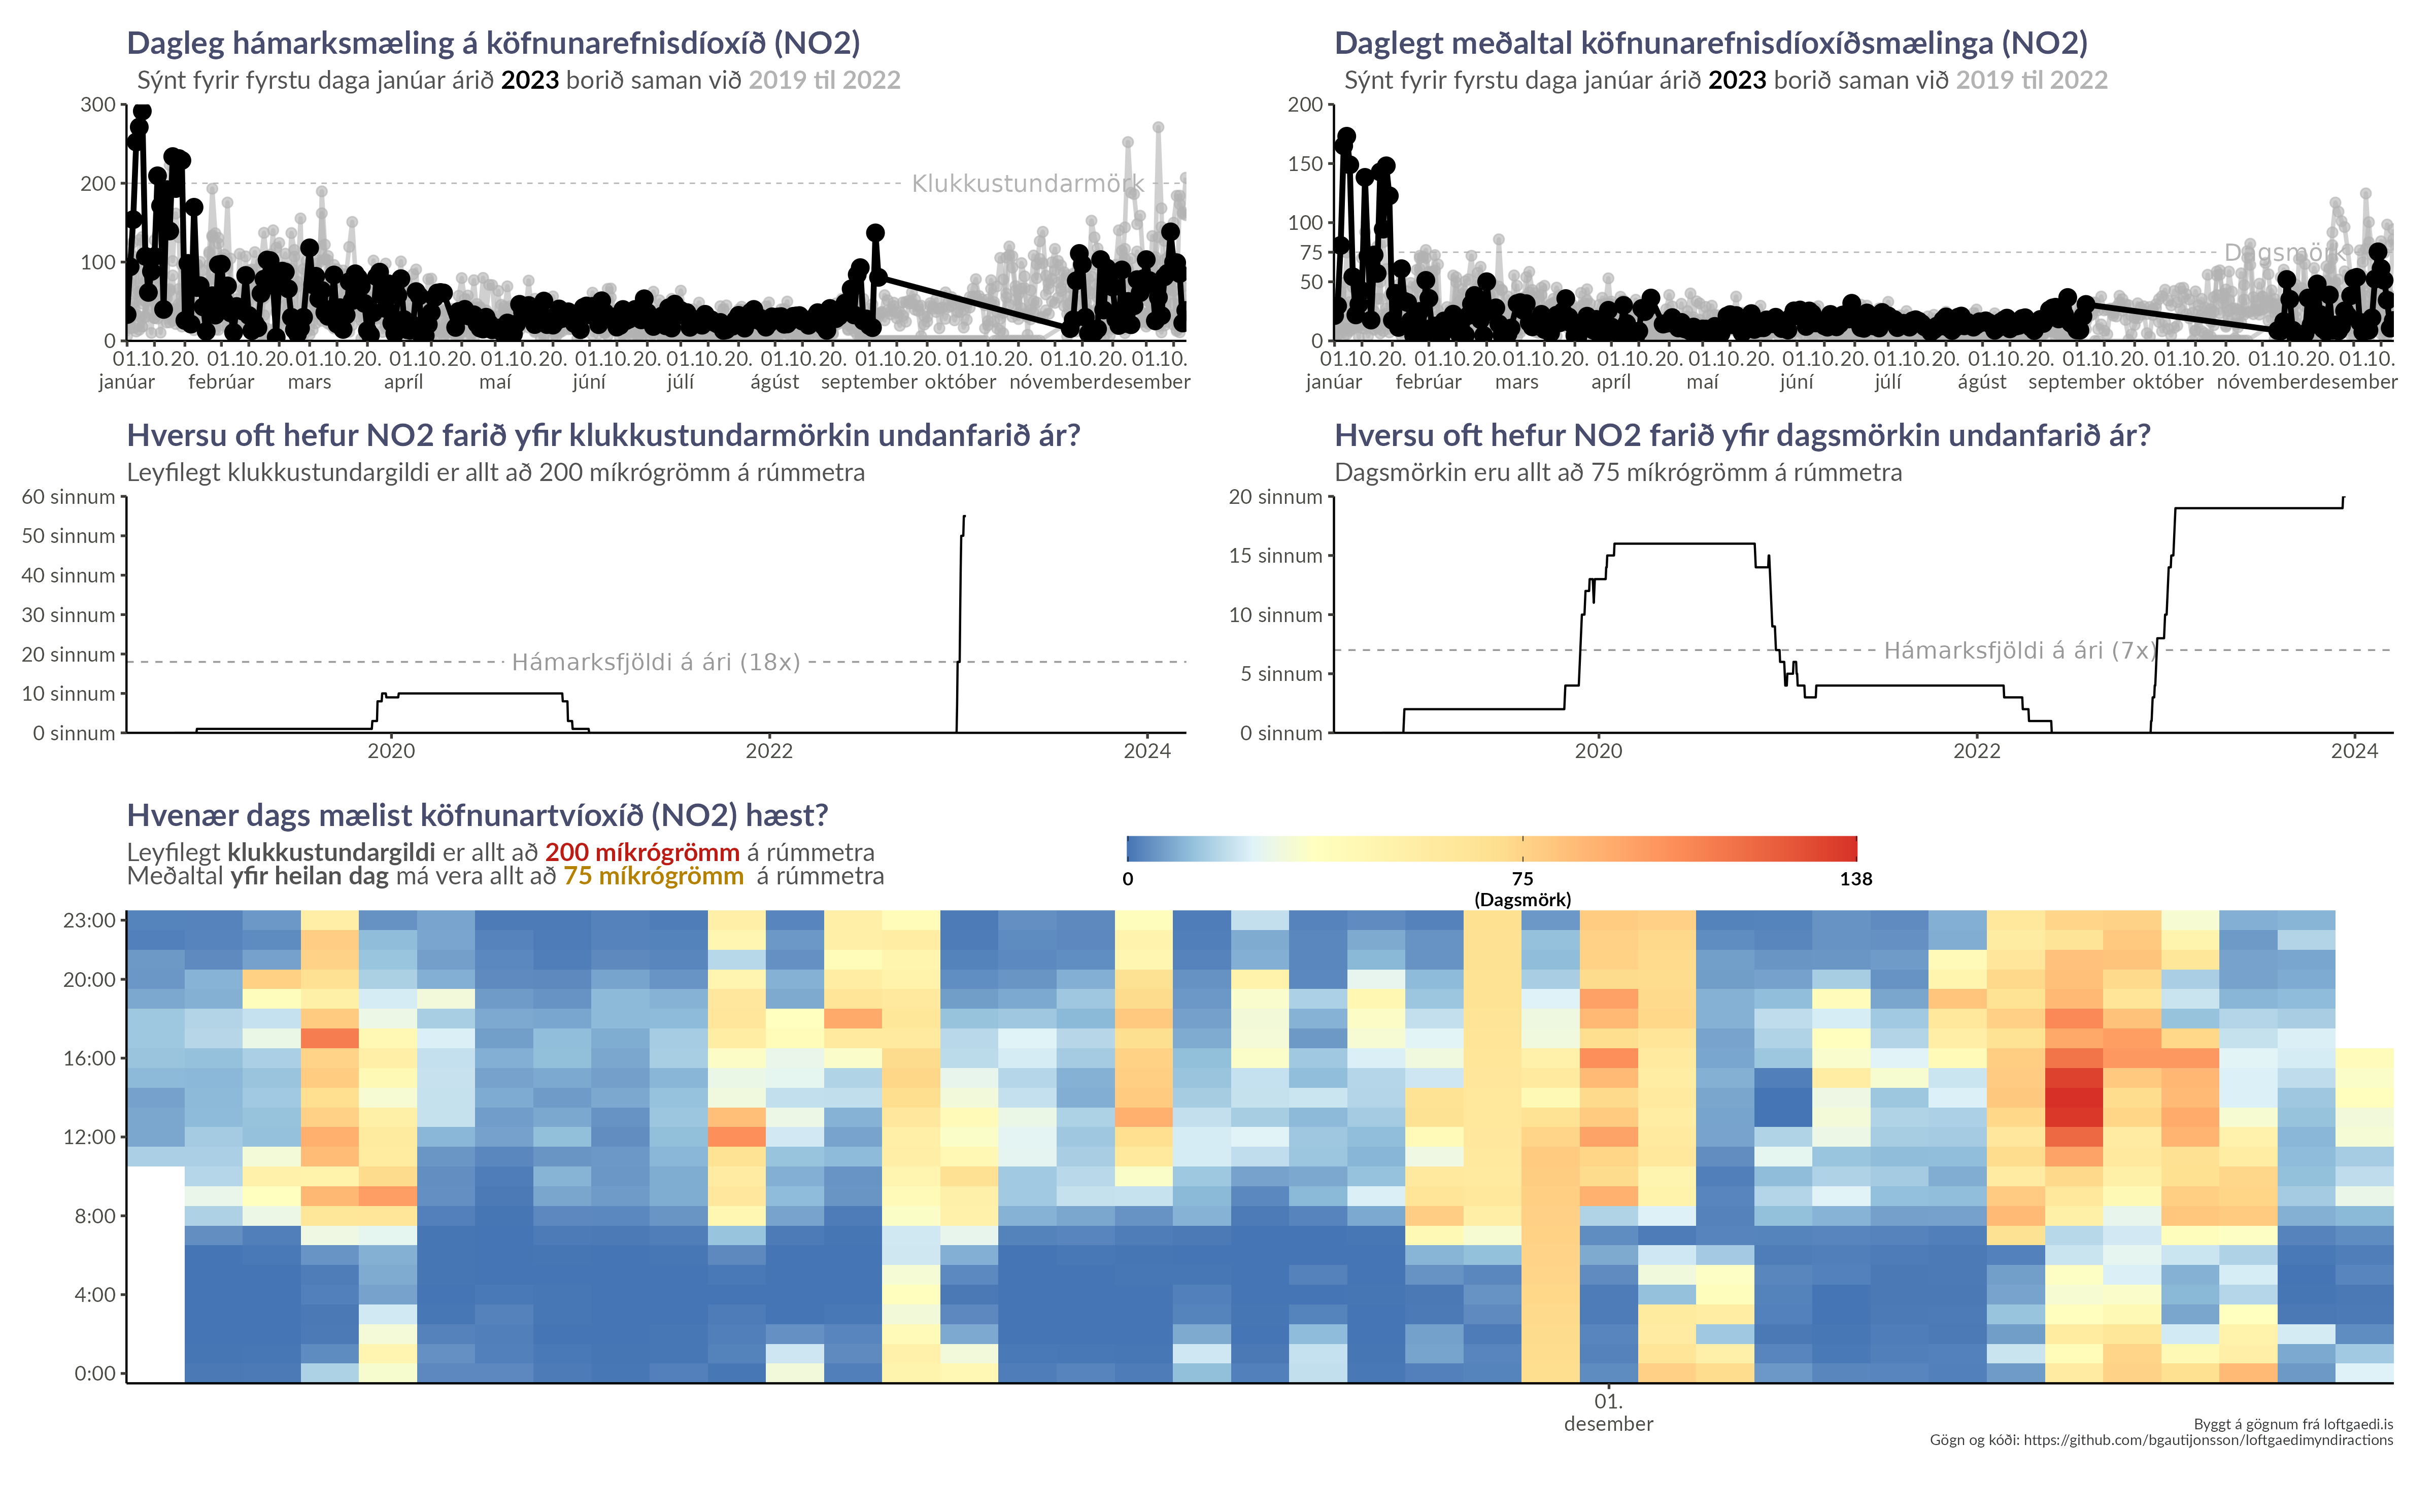 Dagleg hámarksmæling á köfnunarefnisdíoxíð (NO2)
Sýnt fyrir fyrstu daga janúar árið 2023 borið saman við 2019 til 2022
300
200
100
0
Klukkustundarmörk
01. 10. 20. 01. 10. 20. 01. 10. 20. 01. 10. 20. 01. 10. 20. 01. 10. 20. 01. 10. 20. 01. 10. 20. 01. 10. 20. 01. 10. 20. 01. 10. 20. 01. 10.
janúar febrúar mars apríl maí júní júlí ágúst september október nóvember desember
Daglegt meðaltal köfnunarefnisdíoxíðsmælinga (NO2)
Sýnt fyrir fyrstu daga janúar árið 2023 borið saman við 2019 til 2022
200
150
100
75
50
0
Dagsmörk
01. 10. 20. 01. 10. 20. 01. 10. 20. 01. 10. 20. 01. 10. 20. 01. 10. 20. 01. 10. 20. 01. 10. 20. 01. 10. 20. 01. 10. 20. 01. 10. 20. 01. 10.
janúar febrúar mars apríl maí júní júlí ágúst september október nóvember desember
Hversu oft hefur NO2 farið yfir klukkustundarmörkin undanfarið ár?
Leyfilegt klukkustundargildi er allt að 200 míkrógrömm á rúmmetra
60 sinnum
50 sinnum
40 sinnum
30 sinnum
20 sinnum
10 sinnum
0 sinnum
Hámarksfjöldi á ári (18x)
2020 2022 2024
Hversu oft hefur NO2 farið yfir dagsmörkin undanfarið ár?
Dagsmörkin eru allt að 75 míkrógrömm á rúmmetra
20 sinnum
15 sinnum
10 sinnum
5 sinnum
0 sinnum
Hámarksfjöldi á ári (7x)
2020 2022 2024
Hvenær dags mælist köfnunartvíoxíð (NO2) hæst?
Leyfilegt klukkustundargildi er allt að 200 míkrógrömm á rúmmetra
Meðaltal yfir heilan dag má vera allt að 75 míkrógrömm á rúmmetra
0 75 138
(Dagsmörk)
23:00
20:00
16:00
12:00
8:00
4:00
0:00
01.
desember
Byggt á gögnum frá loftgaedi.is
Gögn og kóði: https://github.com/bgautijonsson/loftgaedimyndiractions